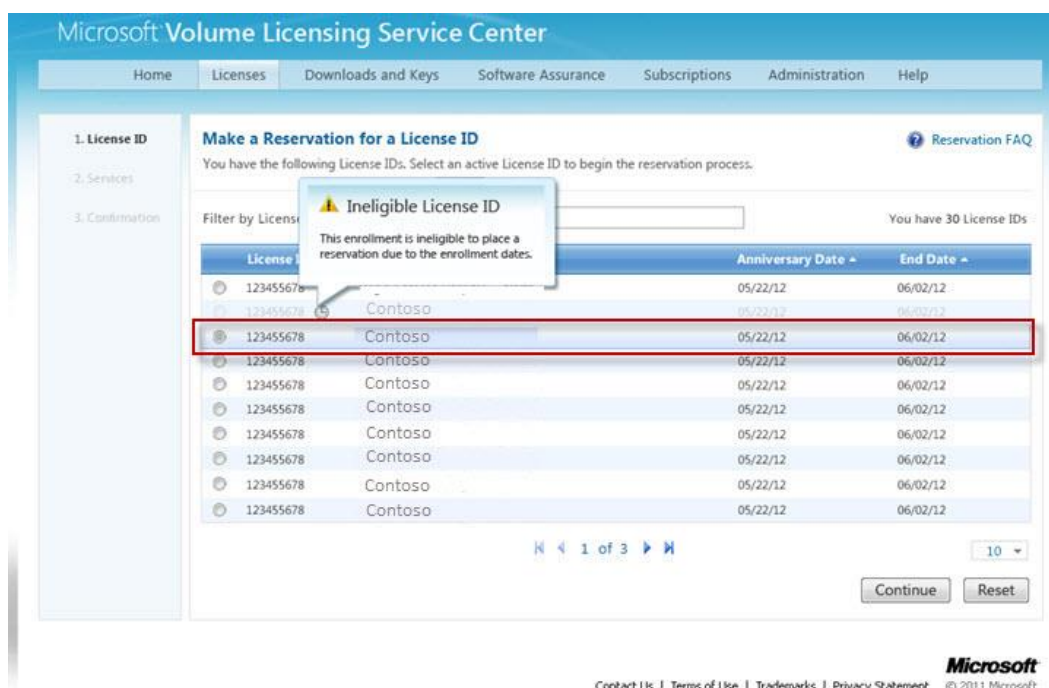 Microsoft Volume Licensing Service Center
Home Licenses Downloads and Keys Software Assurance Subscriptions Administration Help
1. License ID
2. Services
3. Confirmation
Make a Reservation for a License ID
Reservation FAQ
You have the following License IDs. Select an active License ID to begin the reservation process.
Ineligible License ID
This enrollment is ineligible to place a
reservation due to the enrollment dates.
Filter by License
You have 30 License IDs
License Anniversary Date End Date
123455678 05/22/12 06/02/12
123455678 Contoso 05/22/12 06/02/12
123455678 Contoso 05/22/12 06/02/12
123455678 Contoso 05/22/12 06/02/12
123455678 Contoso 05/22/12 06/02/12
123455678 Contoso 05/22/12 06/02/12
123455678 Contoso 05/22/12 06/02/12
123455678 Contoso 05/22/12 06/02/12
123455678 Contoso 05/22/12 06/02/12
123455678 Contoso 05/22/12 06/02/12
1 of 3
10
Continue Reset
Microsoft
Contact Us | Terms of Use | Trademarks | Privacy Statement © 2011 Microsoft